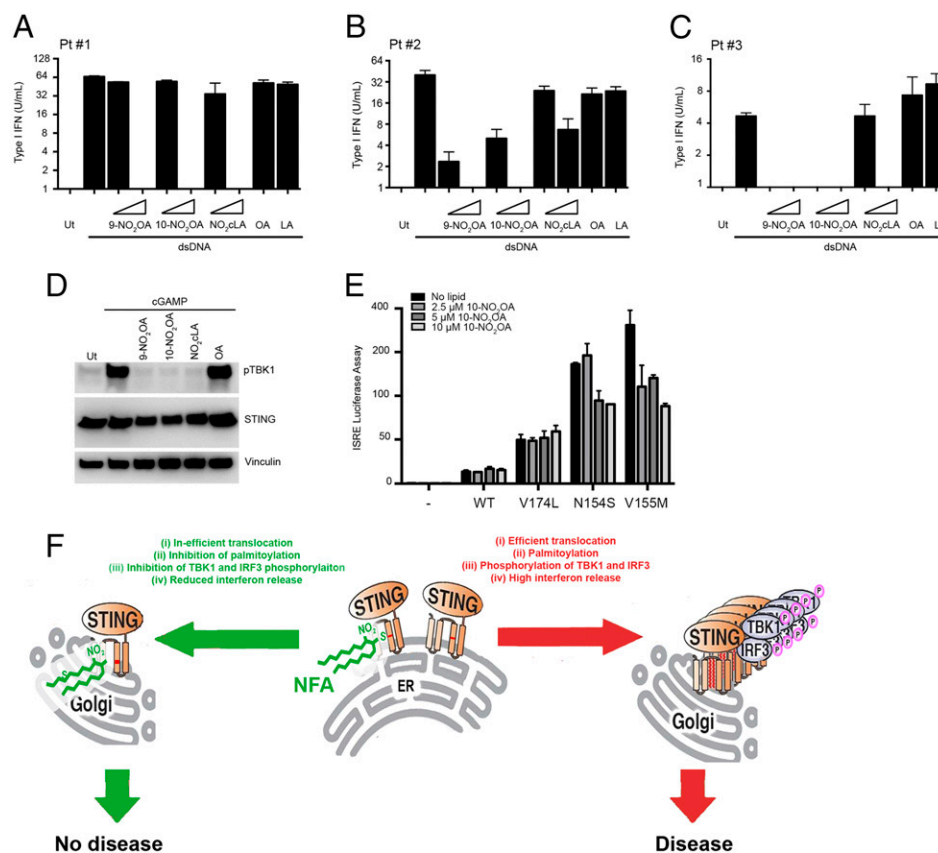 A
Pt #1
Type I IFN (U/mL)
128
64
32
16
8
4
2
1
Ut
9-NO2OA
10-NO2OA
NO2cLA
OA
LA
dsDNA
B
Pt #2
Type I IFN (U/mL)
64
32
16
8
4
2
1
Ut
9-NO2OA
10-NO2OA
NO2cLA
OA
LA
dsDNA
C
Pt #3
Type I IFN (U/mL)
16
8
4
2
1
Ut
9-NO2OA
10-NO2OA
NO2cLA
OA
L
dsDNA
D
cGAMP
Ut
9-NO2OA
10-NO2OA
NO2cLA
OA
pTBK1
STING
Vinculin
E
No lipid
2.5 µM 10-NO2OA
5 µM 10-NO2OA
10 µM 10-NO2OA
ISRE Luciferase Assay
400
200
100
50
0
-
WT
V174L
N154S
V155M
F
(i) In-efficient translocation
(ii) Inhibition of palmitoylation
(iii) Inhibition of TBK1 and IRF3 phosphorylaiton
(iv) Reduced interferon release
(i) Efficient translocation
(ii) Palmitoylation
(iii) Phosphorylation of TBK1 and IRF3
(iv) High interferon release
STING
NO2
S
Golgi
STING
STING
NO2
S
NFA
ER
STING
TBK1
IRF3
P
P
P
P
P
P
P
P
Golgi
No disease
Disease